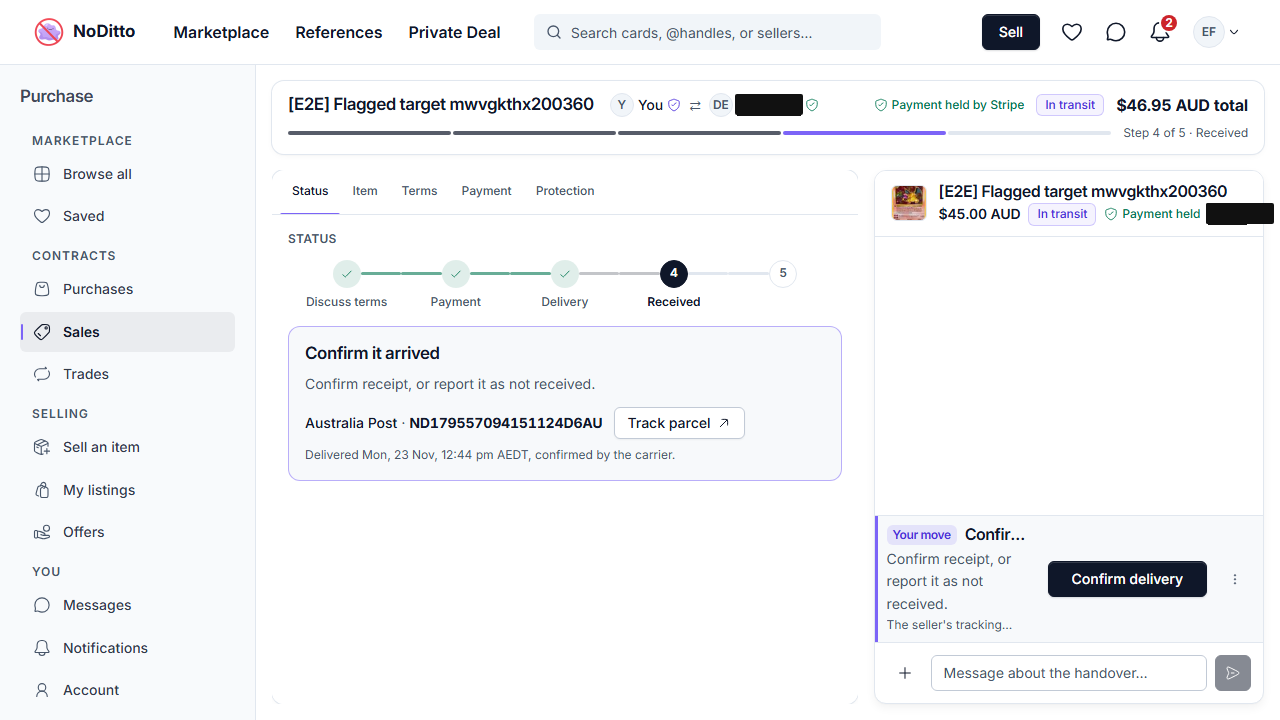 NoDitto
Marketplace
References
Private Deal
Search cards, @handles, or sellers...
Sell
2
EF
Purchase
MARKETPLACE
Browse all
Saved
CONTRACTS
Purchases
Sales
Trades
SELLING
Sell an item
My listings
Offers
YOU
Messages
Notifications
Account
[E2E] Flagged target mwvgkthx200360
Y You
DE
Payment held by Stripe
In transit
$46.95 AUD total
Step 4 of 5 · Received
Status
Item
Terms
Payment
Protection
STATUS
4
5
Discuss terms
Payment
Delivery
Received
Confirm it arrived
Confirm receipt, or report it as not received.
Australia Post · ND179557094151124D6AU
Track parcel
Delivered Mon, 23 Nov, 12:44 pm AEDT, confirmed by the carrier.
[E2E] Flagged target mwvgkthx200360
$45.00 AUD
In transit
Payment held
Your move
Confir...
Confirm receipt, or
report it as not
received.
The seller's tracking...
Confirm delivery
Message about the handover...